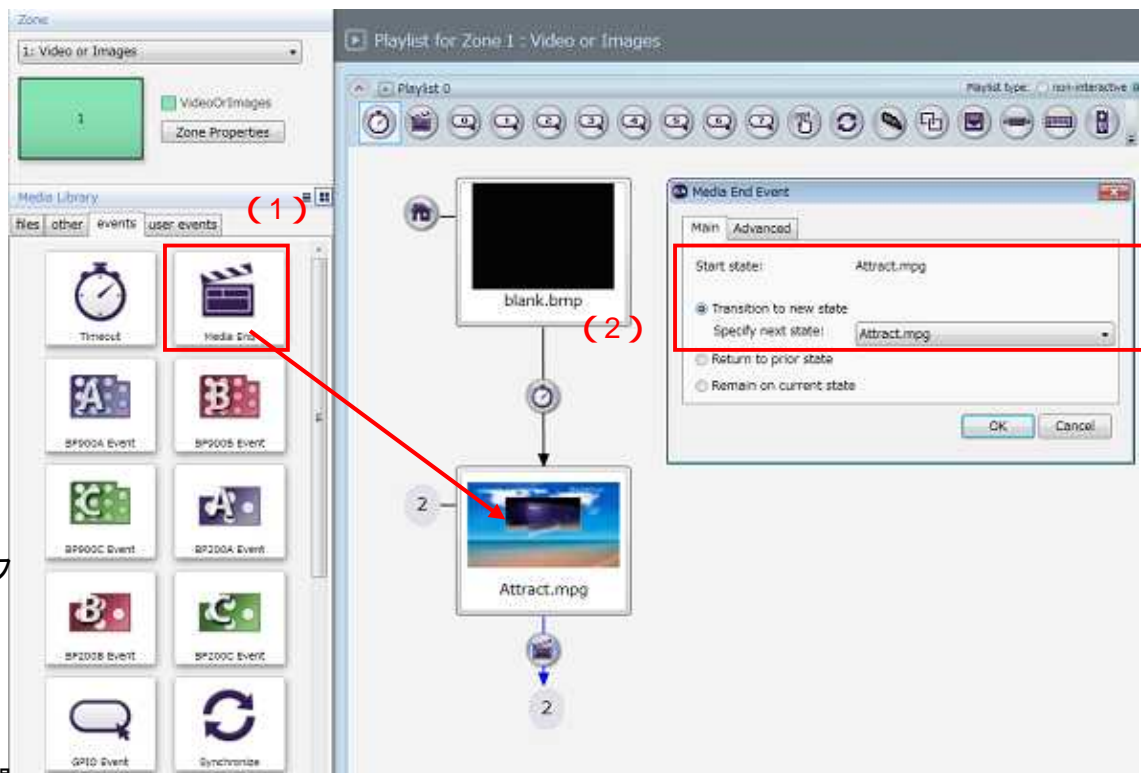 Zone
1: Video or Images
1
VideoOrImages
Zone Properties
Media Library
(1)
files other events user events
Timeout
Media End
BP900A Event
BP900B Event
BP900C Event
BP200A Event
BP200B Event
BP200C Event
GPIO Event
Synchronize
Playlist for Zone 1 : Video or Images
Playlist 0
Playlist type: non-interactive
blank.bmp
(2)
2
Attract.mpg
2
Media End Event
Main Advanced
Start state: Attract.mpg
Transition to new state
Specify next state: Attract.mpg
Return to prior state
Remain on current state
OK Cancel